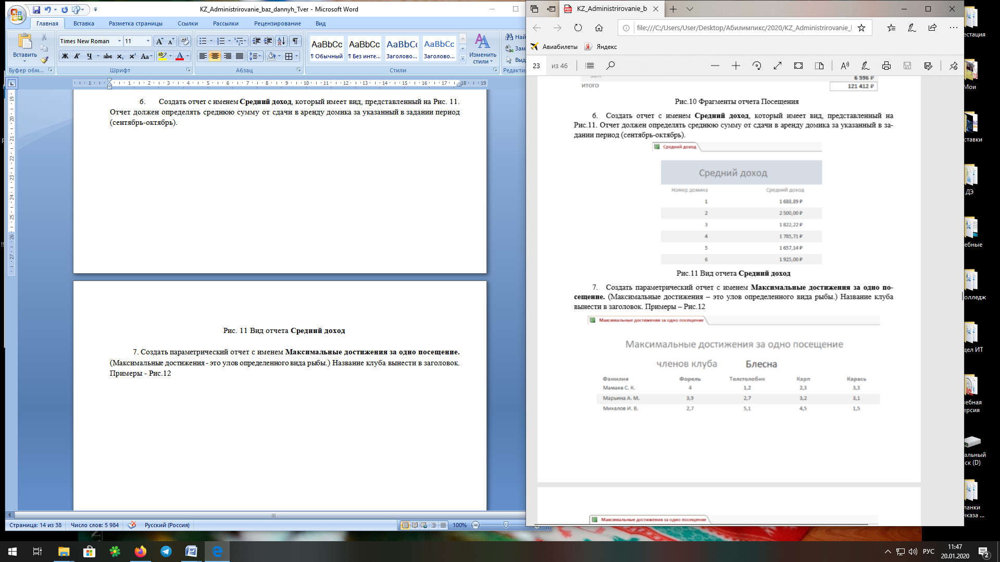 KZ_Administrirovanie_baz_dannyh_Tver - Microsoft Word
Главная Вставка Разметка страницы Ссылки Рассылки Рецензирование Вид
Вставить
Буфер обм...
Times New Roman 11
Ж К Ч abc x₂ x² Aa
Шрифт
Абзац
AaBbCc AaBbCc AaBbCc AaBbCc
¶ Обычный ¶ Без инте... Заголово... Заголово...
Стили
Изменить стили
Най
Зам
Выд
Редакти
6. Создать отчет с именем Средний доход, который имеет вид, представленный на Рис. 11.
Отчет должен определять среднюю сумму от сдачи в аренду домика за указанный в задании период
(сентябрь-октябрь).
Рис. 11 Вид отчета Средний доход
7. Создать параметрический отчет с именем Максимальные достижения за одно посещение.
(Максимальные достижения - это улов определенного вида рыбы.) Название клуба вынести в заголовок.
Примеры - Рис.12
Страница: 14 из 38 Число слов: 5 984 Русский (Россия) 100%
KZ_Administrirovanie_b
file:///C:/Users/User/Desktop/Абилимпикс/2020/KZ_Administrirovanie_l
Авиабилеты Яндекс
23 из 46
6 596 ₽
ИТОГО 121 412 ₽
Рис.10 Фрагменты отчета Посещения
6. Создать отчет с именем Средний доход, который имеет вид, представленный на
Рис.11. Отчет должен определять среднюю сумму от сдачи в аренду домика за указанный в за-
дании период (сентябрь-октябрь).
Средний доход
Средний доход
Номер домика Средний доход
1 1 688,89 ₽
2 2 500,00 ₽
3 1 822,22 ₽
4 1 785,71 ₽
5 1 657,14 ₽
6 1 925,00 ₽
Рис.11 Вид отчета Средний доход
7. Создать параметрический отчет с именем Максимальные достижения за одно по-
сещение. (Максимальные достижения – это улов определенного вида рыбы.) Название клуба
вынести в заголовок. Примеры – Рис.12
Максимальные достижения за одно посещение
Максимальные достижения за одно посещение
членов клуба Блесна
Фамилия Форель Толстолобик Карп Карась
Мамаев С. К. 4 1,2 2,3 3,3
Марьина А. М. 3,9 2,7 3,2 3,1
Михалов И. В. 2,7 5,1 4,5 1,5
Максимальные достижения за одно посещение
естация
Мои
ставки
ДЭ
ебные
олледж
дел ИТ
ебная
ерсия
альный
ск (D)
ланки
иказа ...
РУС
11:47
20.01.2020
2